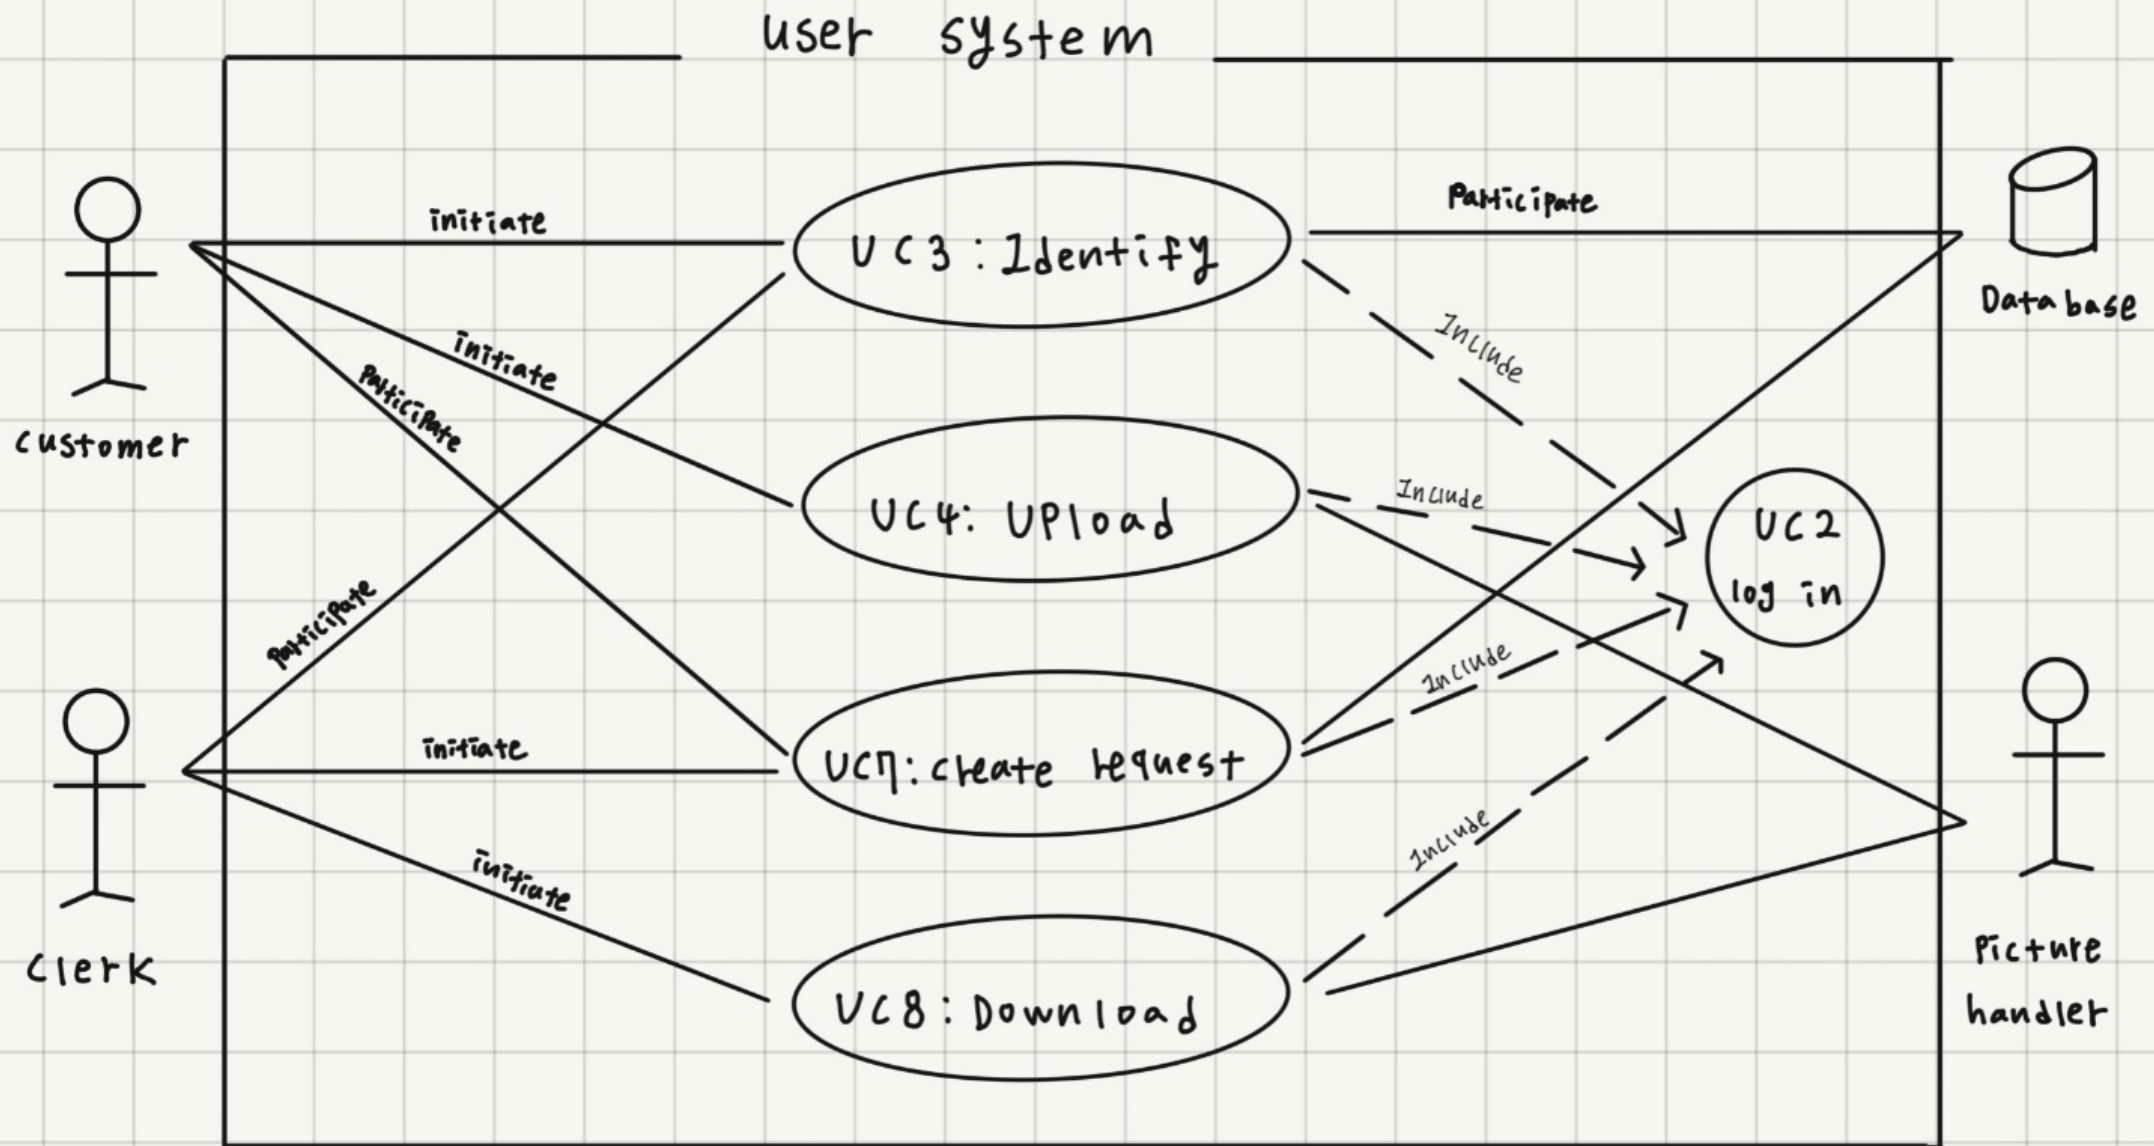 user system
initiate
UC3: Identify
Participate
Database
customer
initiate
Participate
Include
UC4: Upload
Include
UC2
log in
Participate
initiate
UC7: create request
Include
clerk
initiate
UC8: Download
Include
Picture
handler